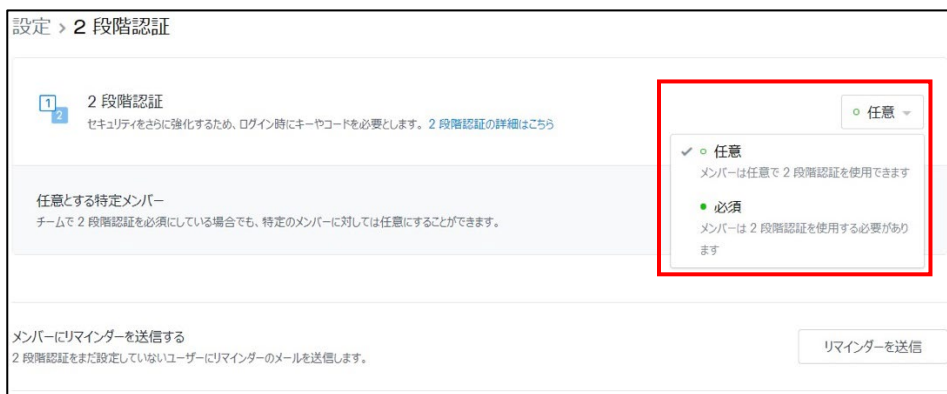 設定 › 2 段階認証
1
2
2 段階認証
セキュリティをさらに強化するため、ログイン時にキーやコードを必要とします。 2 段階認証の詳細はこちら
任意
任意
メンバーは任意で 2 段階認証を使用できます
必須
メンバーは 2 段階認証を使用する必要があり
ます
任意とする特定メンバー
チームで 2 段階認証を必須にしている場合でも、特定のメンバーに対しては任意にすることができます。
メンバーにリマインダーを送信する
2 段階認証をまだ設定していないユーザーにリマインダーのメールを送信します。
リマインダーを送信